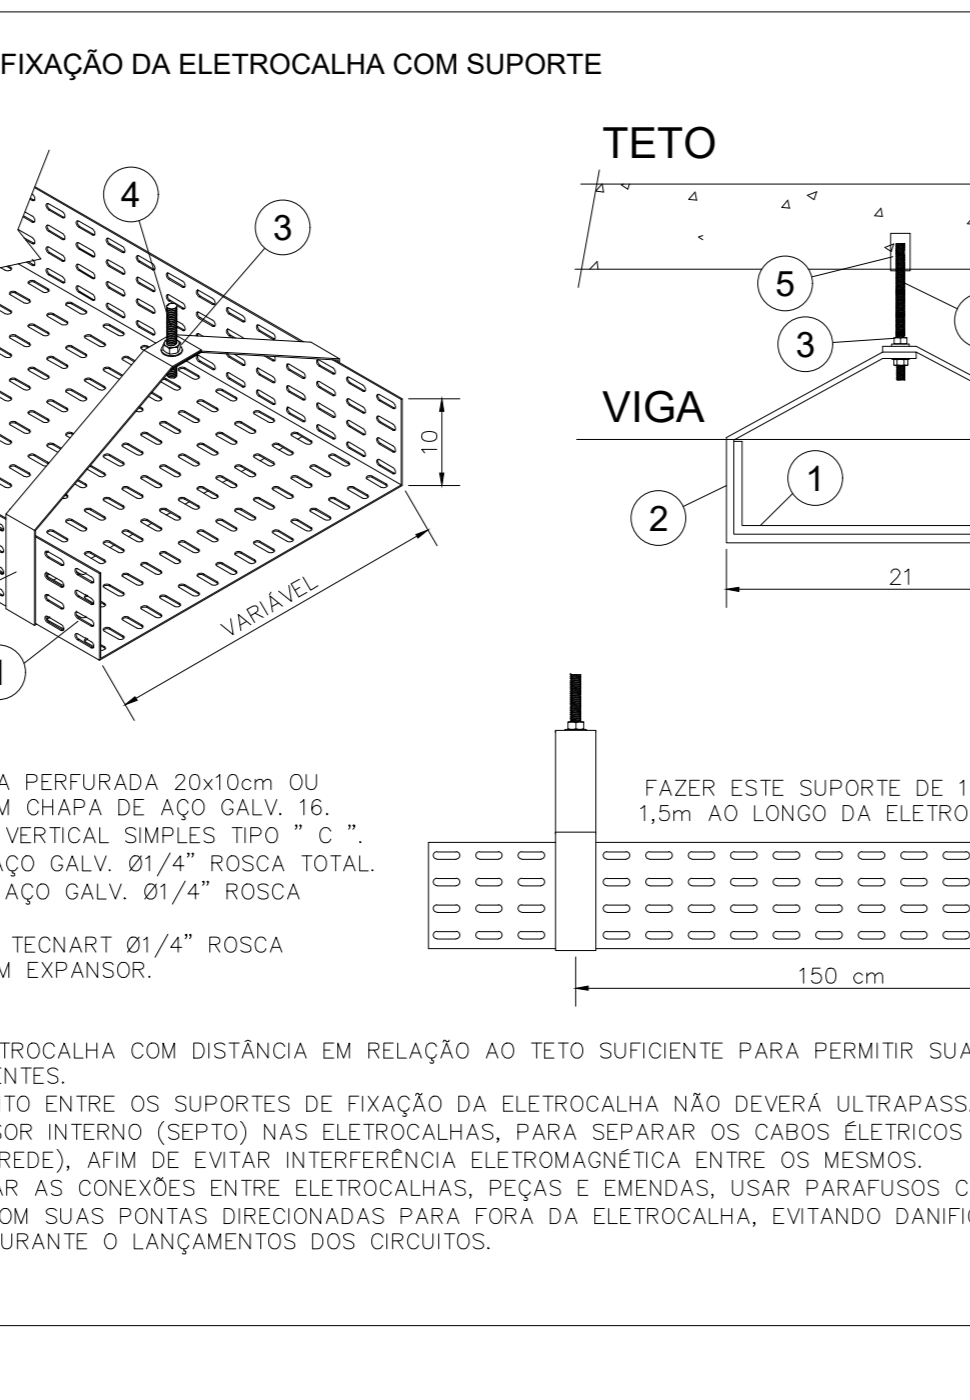 FIXAÇÃO DA ELETROCALHA COM SUPORTE
TETO
4
3
5
3
VIGA
10
1
2
VARIÁVEL
21
A PERFURADA 20x10cm OU
M CHAPA DE AÇO GALV. 16.
VERTICAL SIMPLES TIPO " C ".
AÇO GALV. Ø1/4" ROSCA TOTAL.
AÇO GALV. Ø1/4" ROSCA
TECNART Ø1/4" ROSCA
M EXPANSOR.
FAZER ESTE SUPORTE DE 1
1,5m AO LONGO DA ELETRO
150 cm
TROCALHA COM DISTÂNCIA EM RELAÇÃO AO TETO SUFICIENTE PARA PERMITIR SUA
ENTES.
TO ENTRE OS SUPORTES DE FIXAÇÃO DA ELETROCALHA NÃO DEVERÁ ULTRAPASS
SOR INTERNO (SEPTO) NAS ELETROCALHAS, PARA SEPARAR OS CABOS ÉLETRICOS
REDE), AFIM DE EVITAR INTERFERÊNCIA ELETROMAGNÉTICA ENTRE OS MESMOS.
AR AS CONEXÕES ENTRE ELETROCALHAS, PEÇAS E EMENDAS, USAR PARAFUSOS C
OM SUAS PONTAS DIRECIONADAS PARA FORA DA ELETROCALHA, EVITANDO DANIFI
URANTE O LANÇAMENTOS DOS CIRCUITOS.